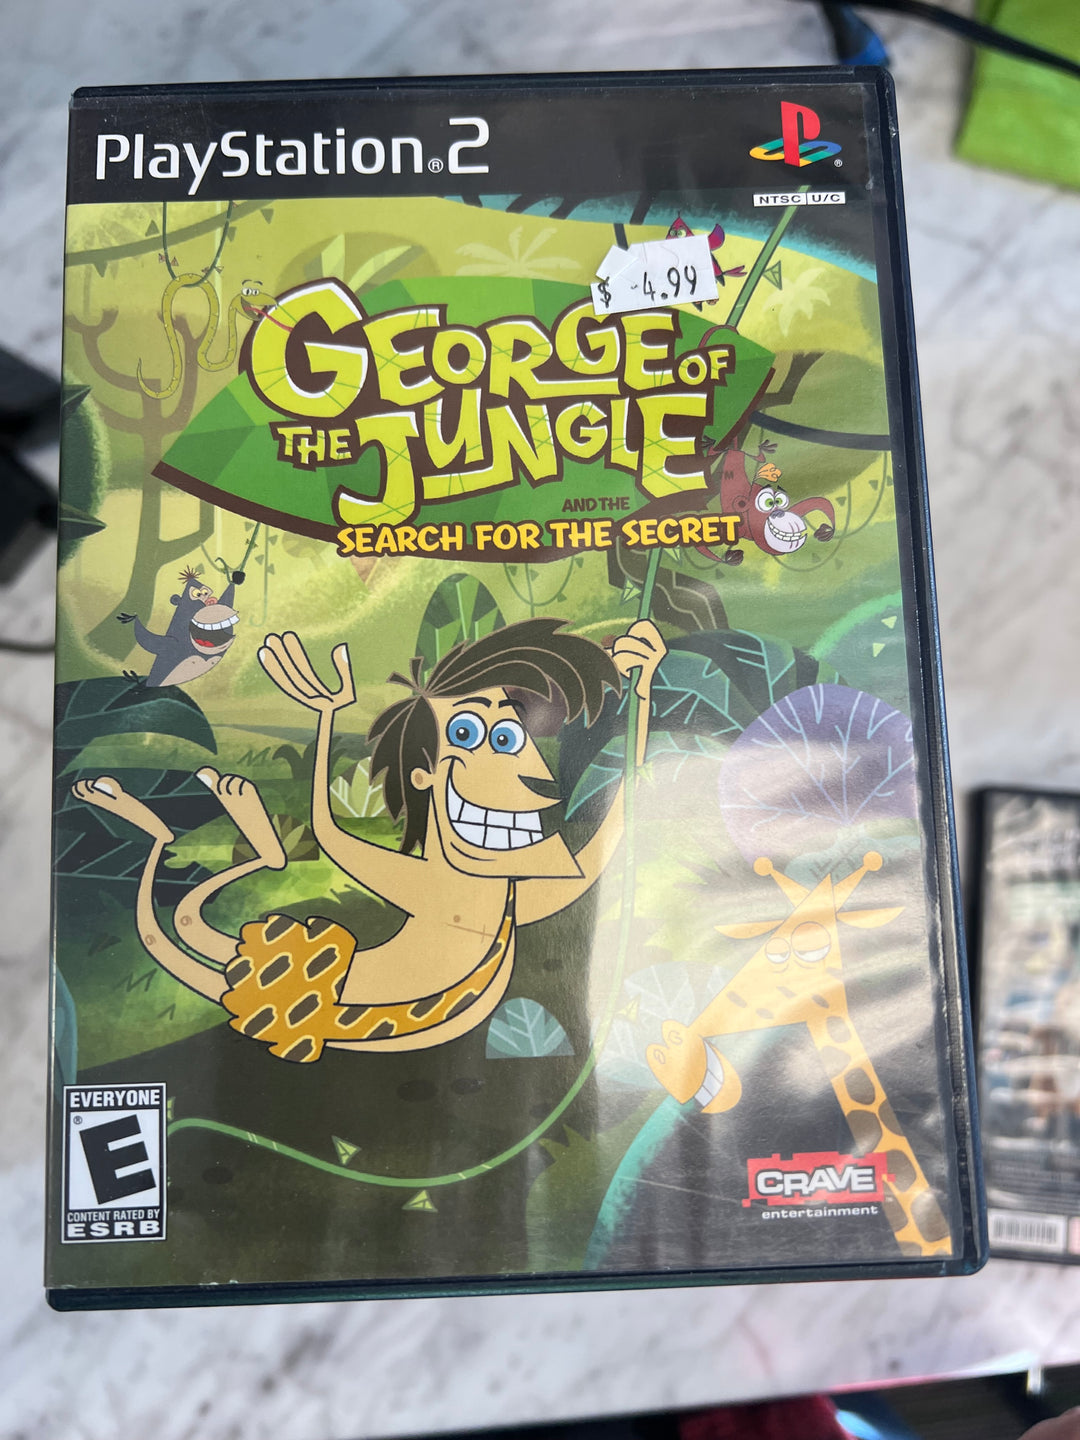 PlayStation®2
NTSC U/C
$ 4.99
GEORGE OF
THE JUNGLE
AND THE
SEARCH FOR THE SECRET
EVERYONE
E
®
CONTENT RATED BY
ESRB
CRAVE
entertainment